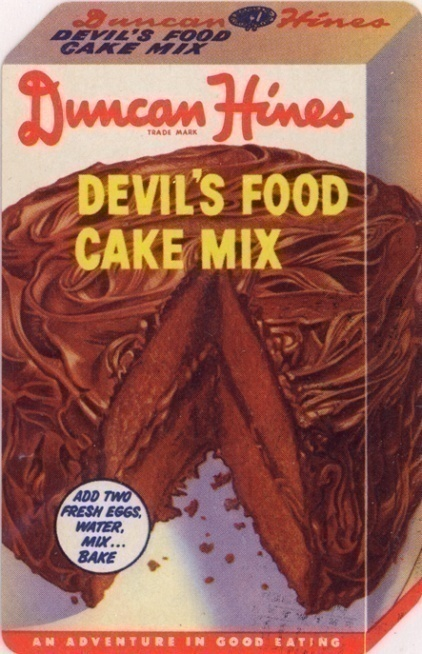 Duncan Hines
DEVIL'S FOOD
CAKE MIX
Duncan Hines
TRADE MARK
DEVIL'S FOOD
CAKE MIX
ADD TWO
FRESH EGGS,
WATER,
MIX...
BAKE
AN ADVENTURE IN GOOD EATING